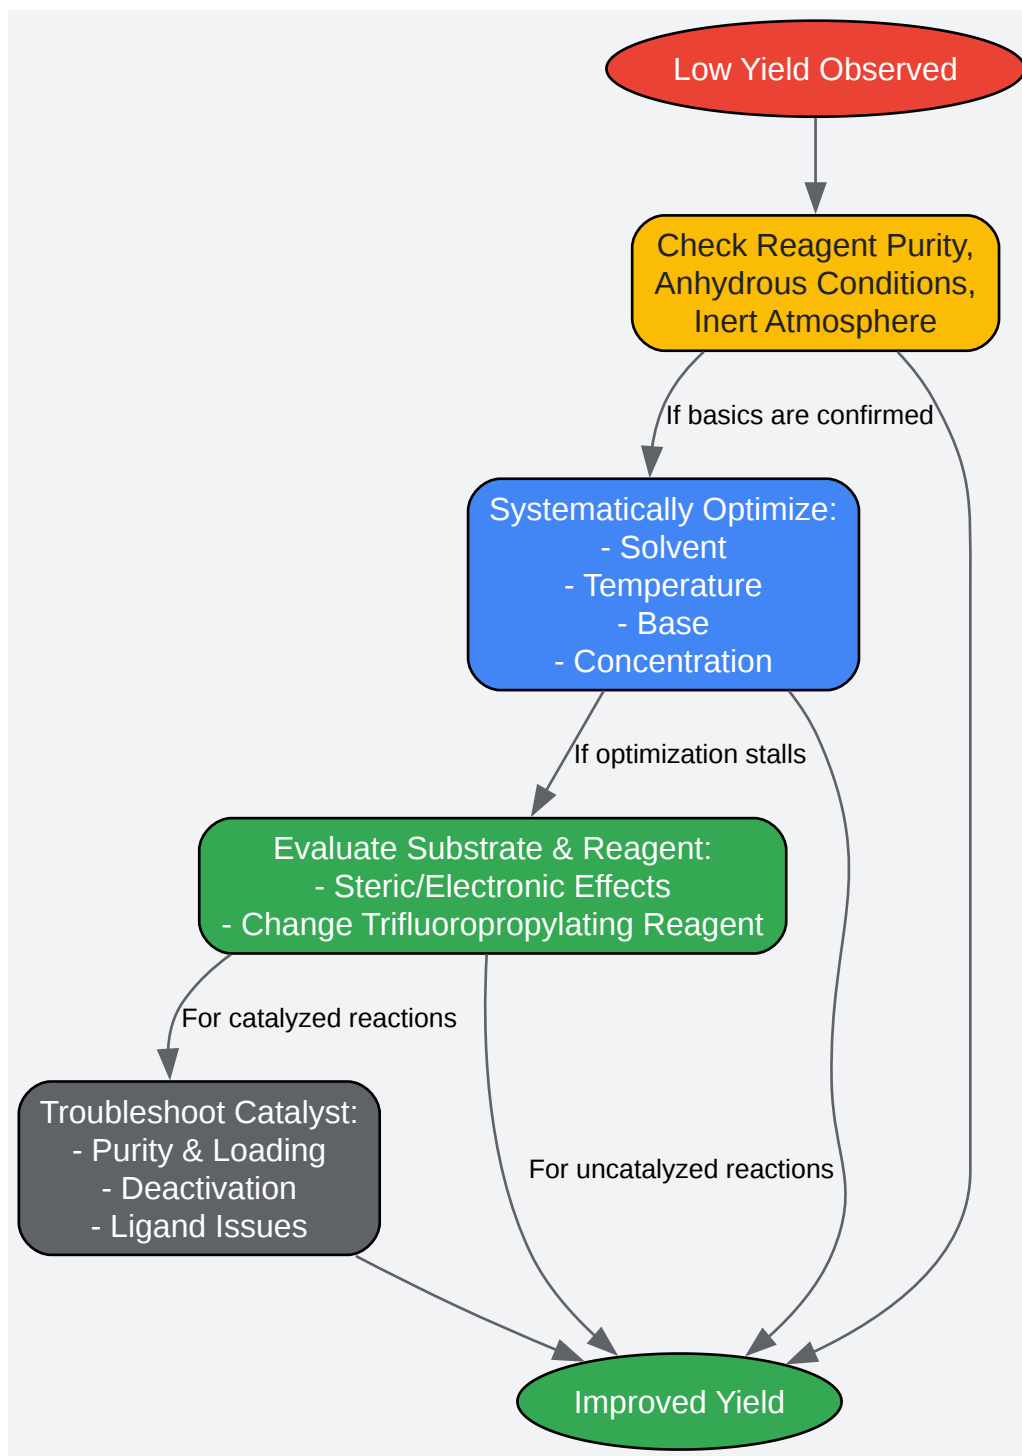 Low Yield Observed
Check Reagent Purity,
Anhydrous Conditions,
Inert Atmosphere
If basics are confirmed
Systematically Optimize:
- Solvent
- Temperature
- Base
- Concentration
If optimization stalls
Evaluate Substrate & Reagent:
- Steric/Electronic Effects
- Change Trifluoropropylating Reagent
For catalyzed reactions
Troubleshoot Catalyst:
- Purity & Loading
- Deactivation
- Ligand Issues
For uncatalyzed reactions
Improved Yield